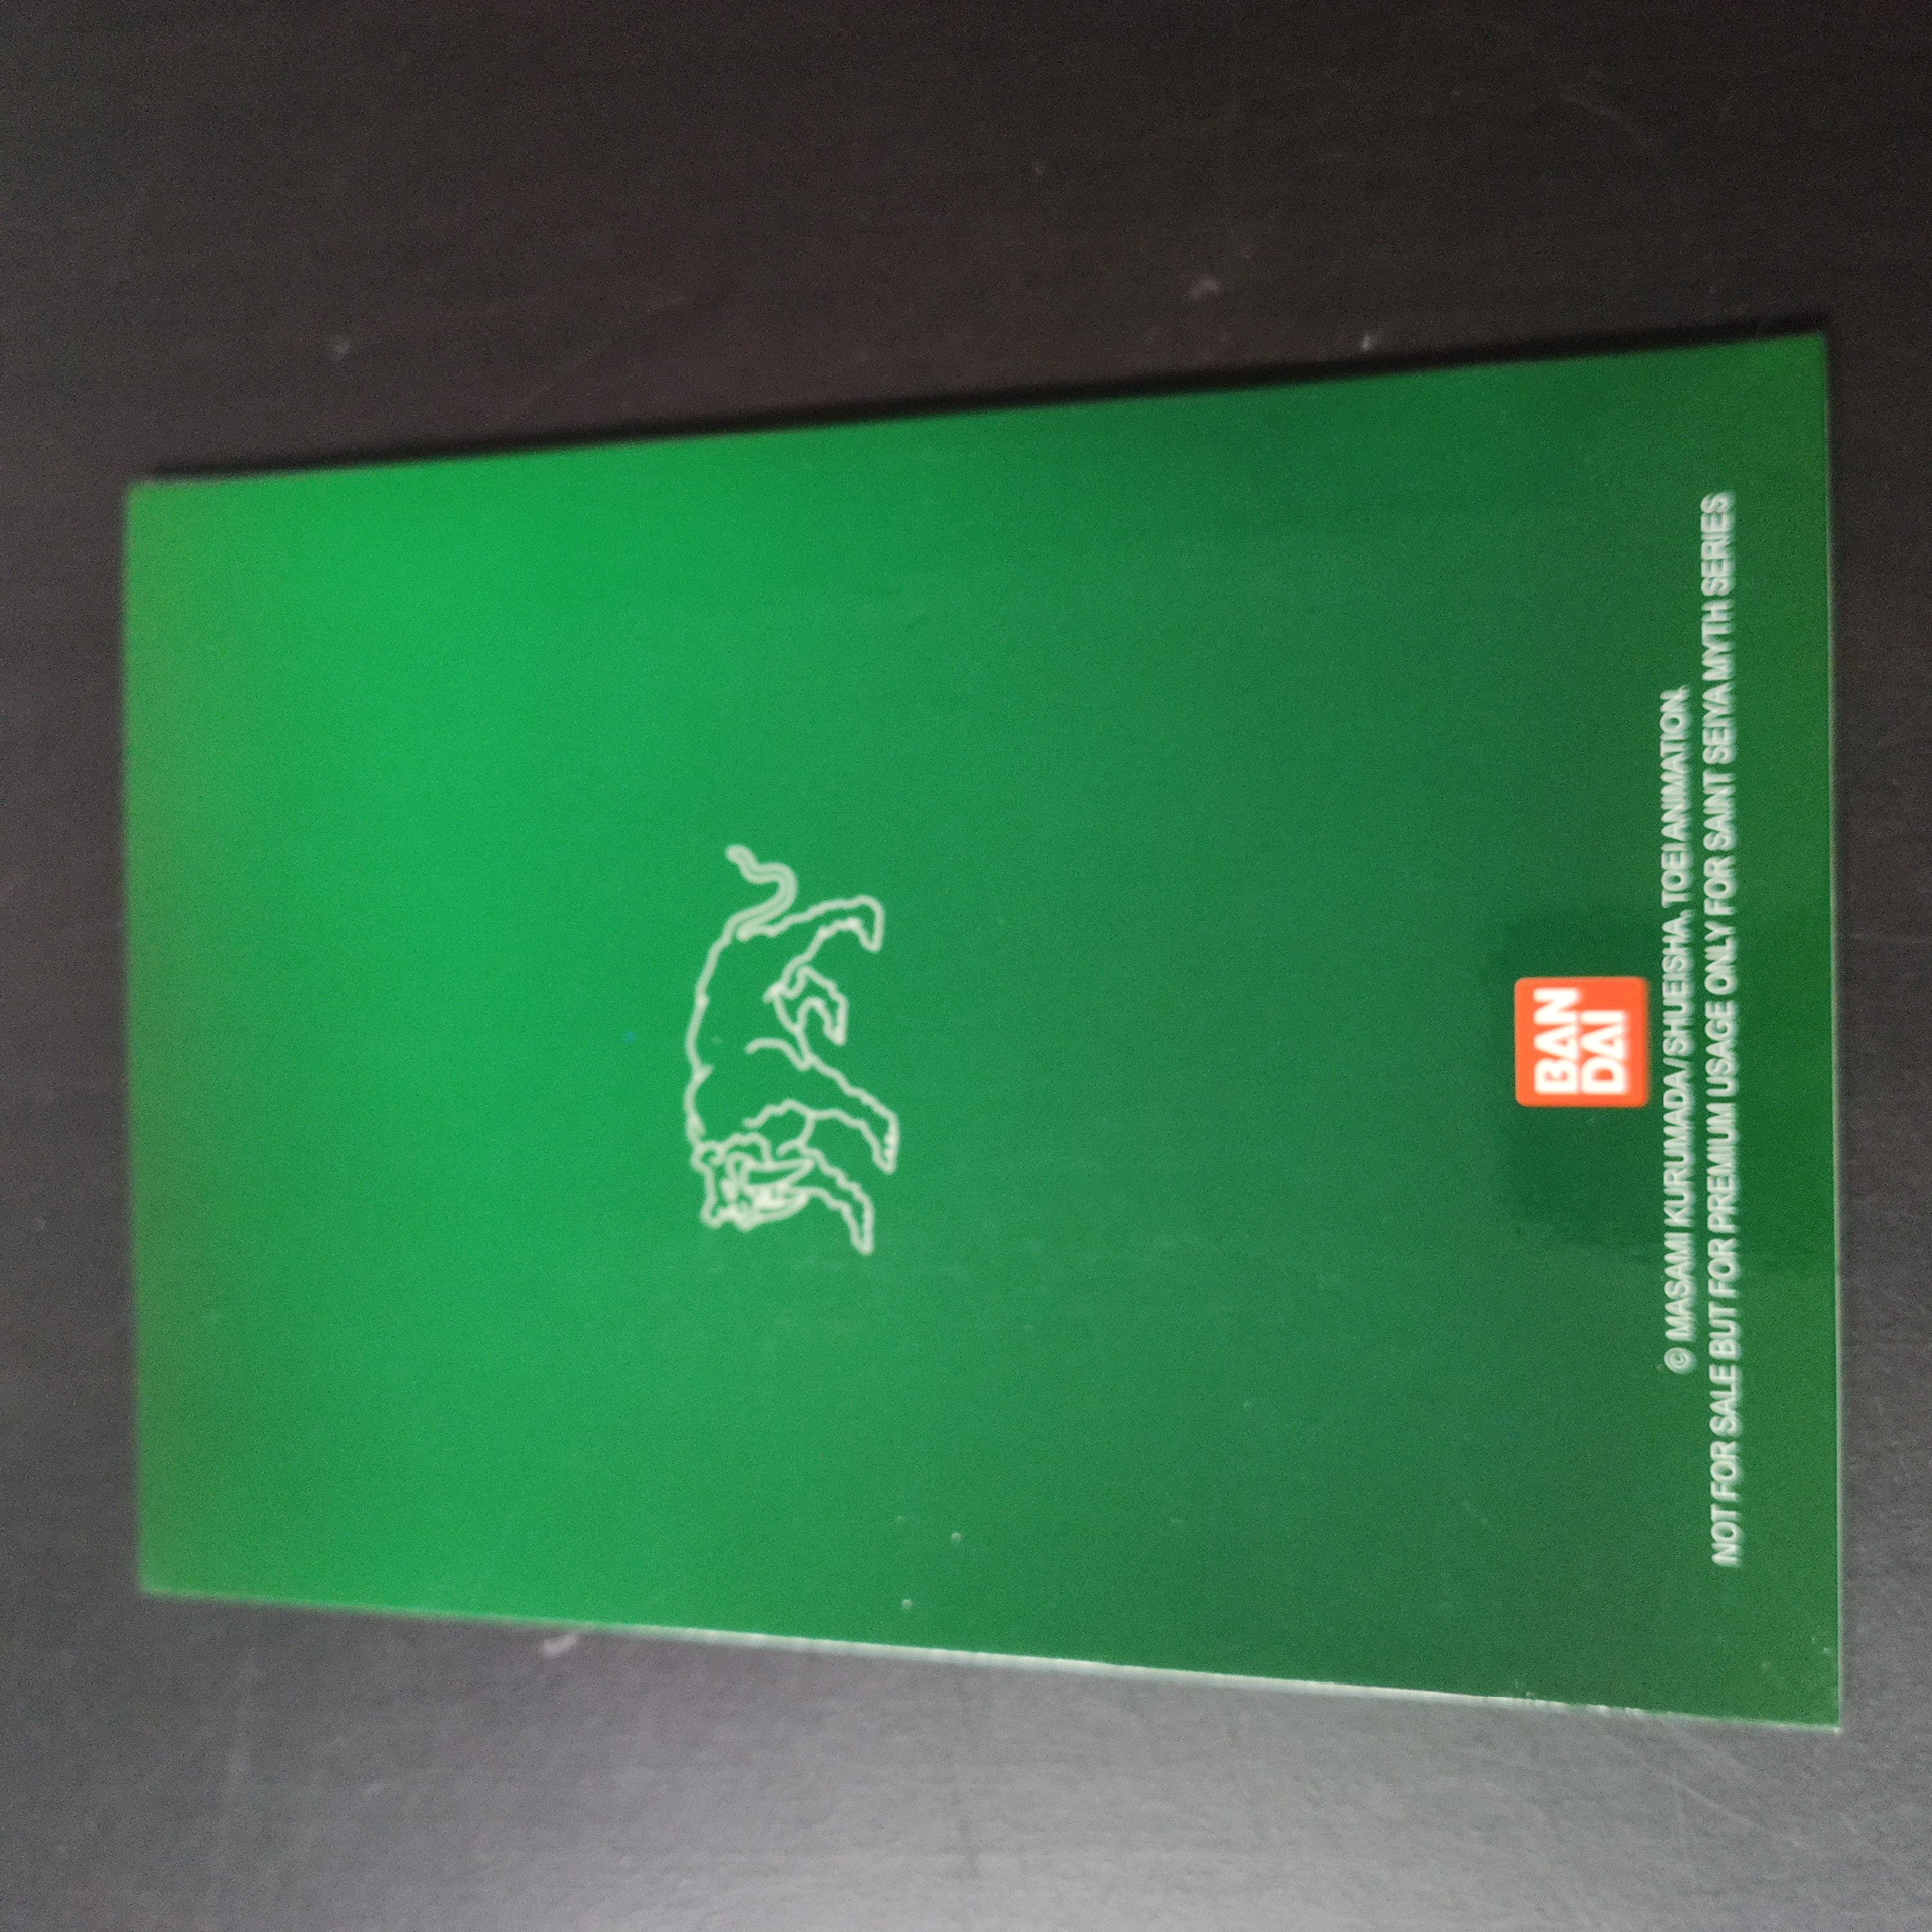 BAN
DAI
© MASAMI KURUMADA / SHUEISHA, TOEI ANIMATION.
NOT FOR SALE BUT FOR PREMIUM USAGE ONLY FOR SAINT SEIYA MYTH SERIES